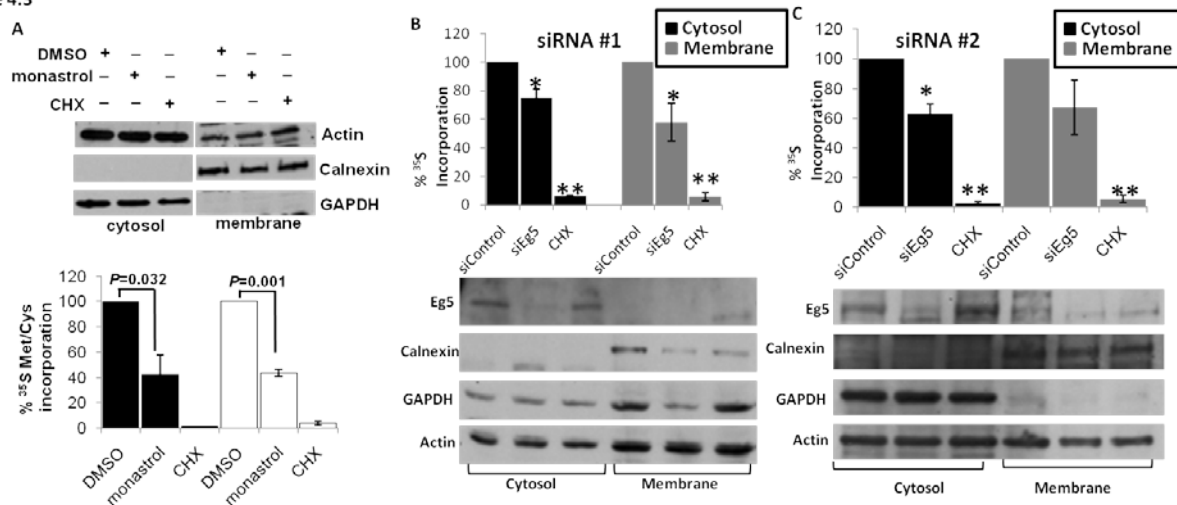 4.3
A
DMSO + – – + – –
monastrol – + – – + –
CHX – – + – – +
Actin
Calnexin
GAPDH
cytosol membrane
120
100
80
60
40
20
0
% ³⁵S Met/Cys
incorporation
P=0.032
P=0.001
DMSO
monastrol
CHX
DMSO
monastrol
CHX
B
siRNA #1
Cytosol
Membrane
100
80
60
40
20
0
% ³⁵S
Incorporation
*
**
*
**
siControl
siEg5
CHX
siControl
siEg5
CHX
Eg5
Calnexin
GAPDH
Actin
Cytosol Membrane
C
siRNA #2
Cytosol
Membrane
100
80
60
40
20
0
% ³⁵S
Incorporation
*
**
**
siControl
siEg5
CHX
siControl
siEg5
CHX
Eg5
Calnexin
GAPDH
Actin
Cytosol Membrane